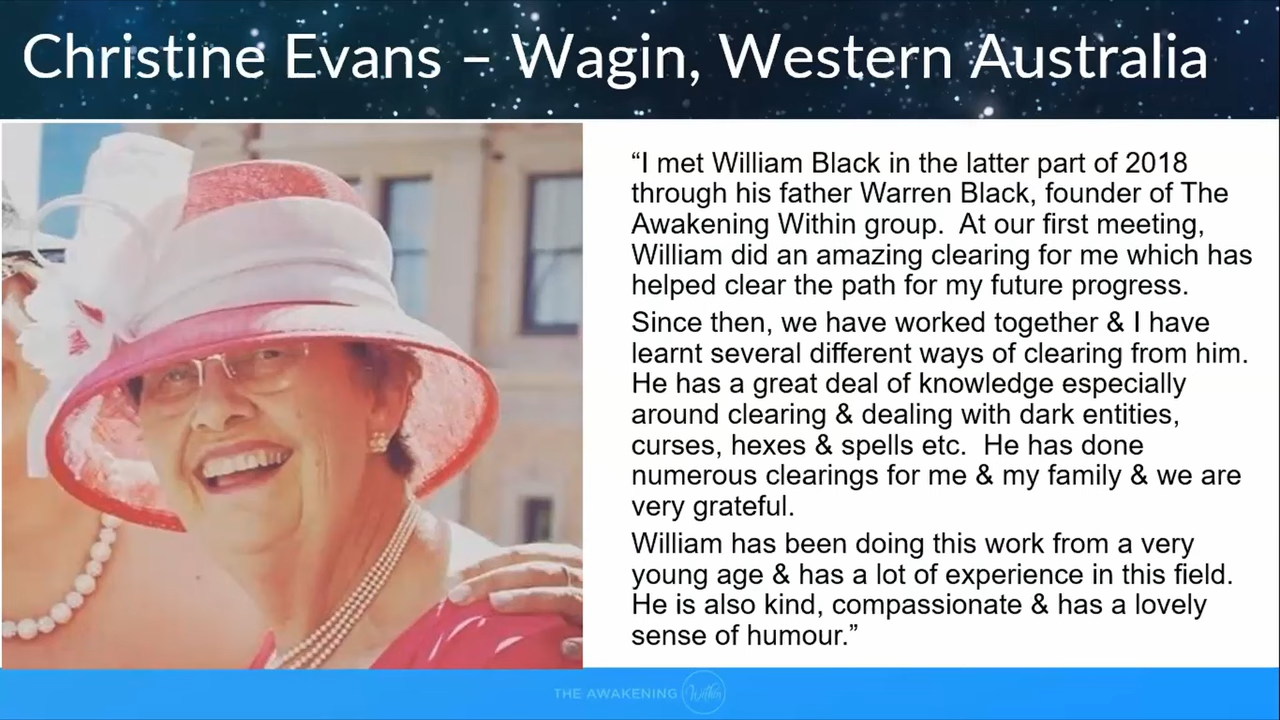 Christine Evans – Wagin, Western Australia
“I met William Black in the latter part of 2018
through his father Warren Black, founder of The
Awakening Within group.  At our first meeting,
William did an amazing clearing for me which has
helped clear the path for my future progress.
Since then, we have worked together & I have
learnt several different ways of clearing from him.
He has a great deal of knowledge especially
around clearing & dealing with dark entities,
curses, hexes & spells etc.  He has done
numerous clearings for me & my family & we are
very grateful.
William has been doing this work from a very
young age & has a lot of experience in this field.
He is also kind, compassionate & has a lovely
sense of humour.”
THE AWAKENING Within